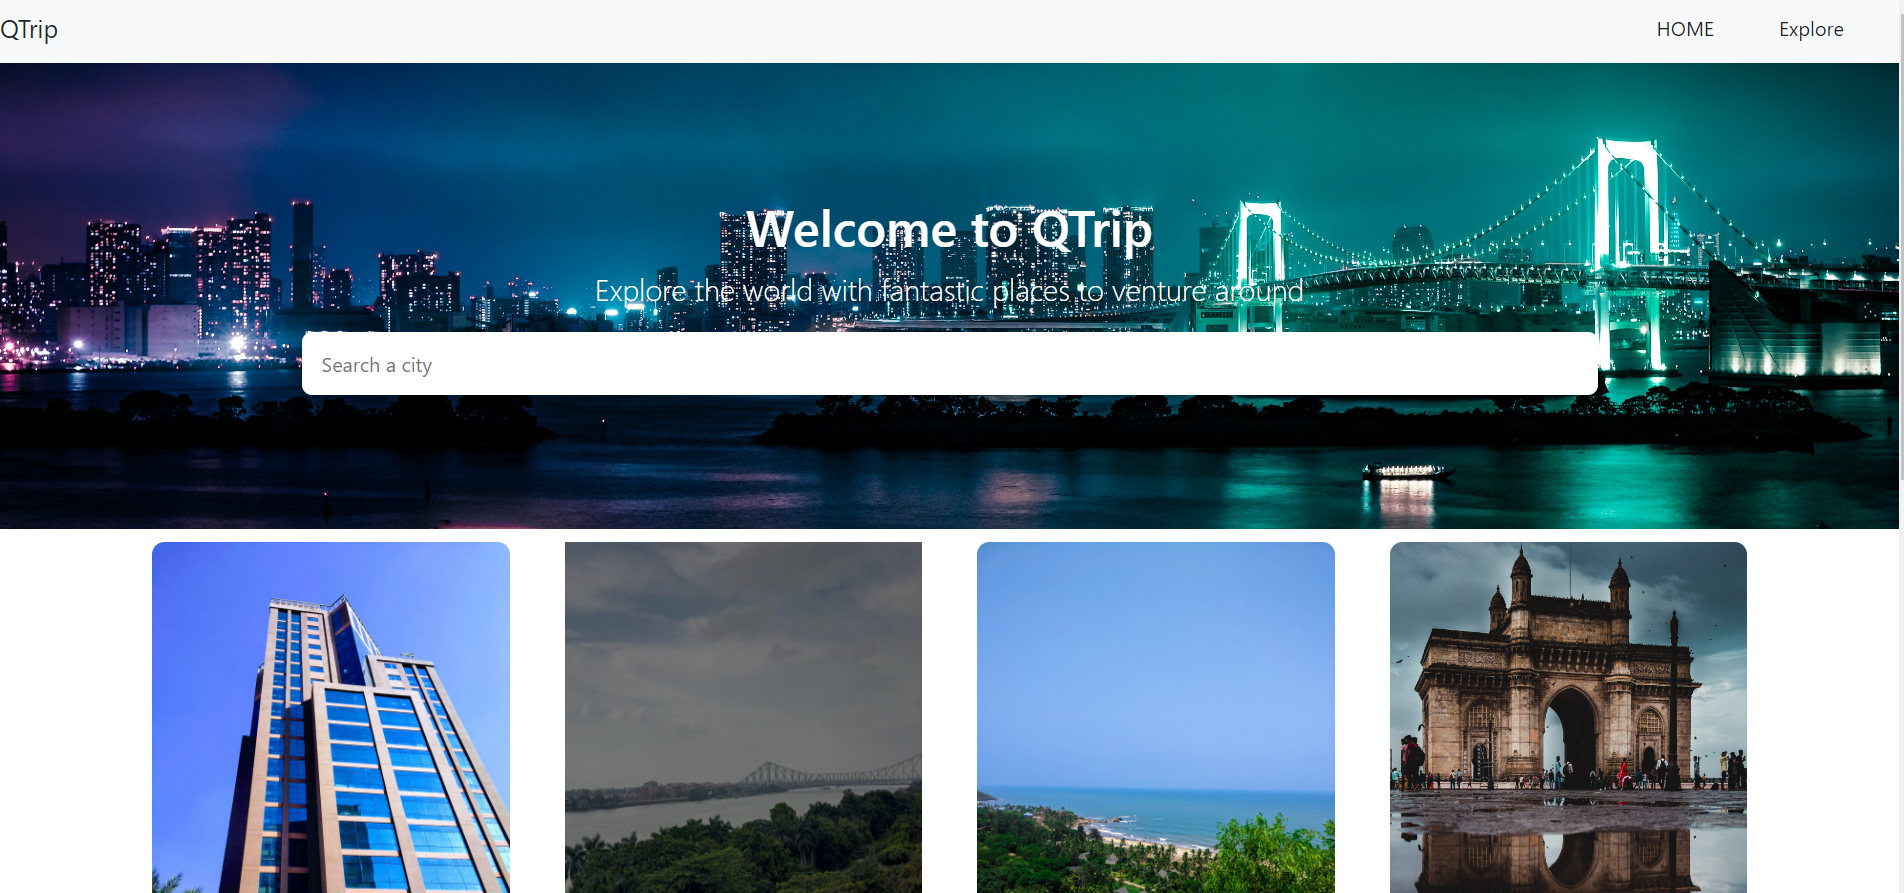 QTrip
HOME
Explore
Welcome to QTrip
Explore the world with fantastic places to venture around
Search a city